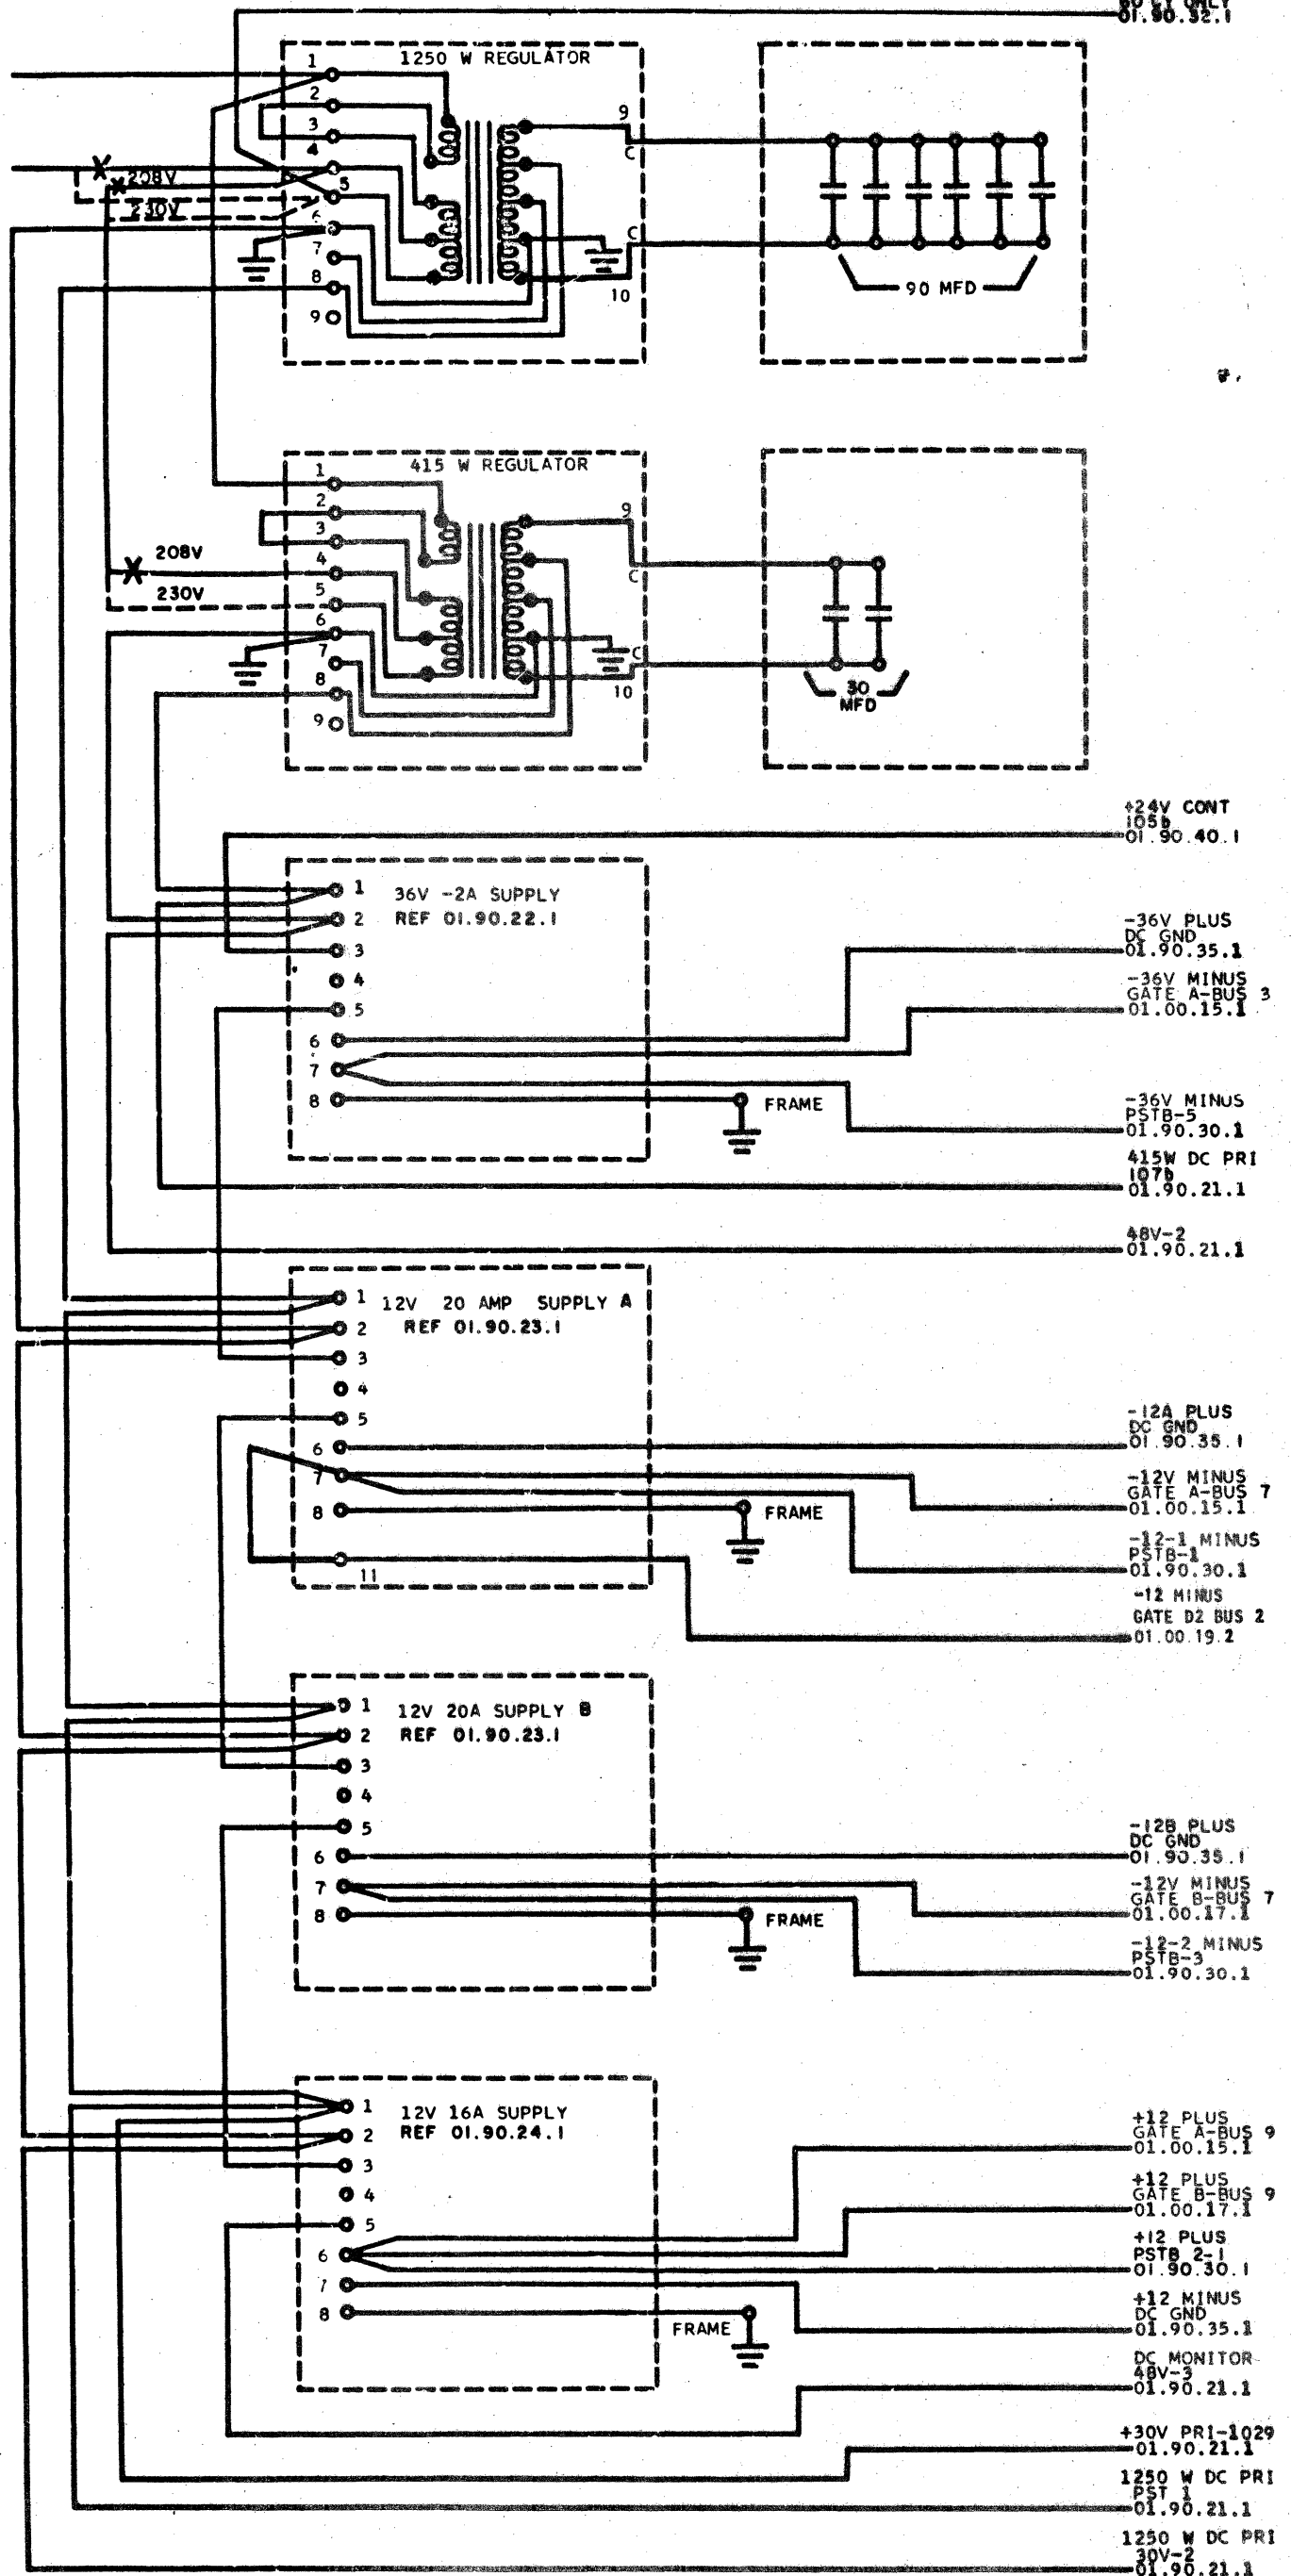 60 CY ONLY
01.90.32.1
1250 W REGULATOR
1
2
3
4
5
6
7
8
9
208V
230V
9
C
C
10
90 MFD
415 W REGULATOR
1
2
3
4
5
6
7
8
9
208V
230V
9
C
C
10
30
MFD
+24V CONT
105b
01.90.40.1
36V -2A SUPPLY
REF 01.90.22.1
1
2
3
4
5
6
7
8
FRAME
-36V PLUS
DC GND
01.90.35.1
-36V MINUS
GATE A-BUS 3
01.00.15.1
-36V MINUS
PSTB-5
01.90.30.1
415W DC PRI
107b
01.90.21.1
48V-2
01.90.21.1
12V 20 AMP SUPPLY A
REF 01.90.23.1
1
2
3
4
5
6
7
8
11
FRAME
-12A PLUS
DC GND
01.90.35.1
-12V MINUS
GATE A-BUS 7
01.00.15.1
-12-1 MINUS
PSTB-1
01.90.30.1
-12 MINUS
GATE D2 BUS 2
01.00.19.2
12V 20A SUPPLY B
REF 01.90.23.1
1
2
3
4
5
6
7
8
FRAME
-12B PLUS
DC GND
01.90.35.1
-12V MINUS
GATE B-BUS 7
01.00.17.1
-12-2 MINUS
PSTB-3
01.90.30.1
12V 16A SUPPLY
REF 01.90.24.1
1
2
3
4
5
6
7
8
FRAME
+12 PLUS
GATE A-BUS 9
01.00.15.1
+12 PLUS
GATE B-BUS 9
01.00.17.1
+12 PLUS
PSTB 2-1
01.90.30.1
+12 MINUS
DC GND
01.90.35.1
DC MONITOR
48V-3
01.90.21.1
+30V PRI-1029
01.90.21.1
1250 W DC PRI
PST 1
01.90.21.1
1250 W DC PRI
30V-2
01.90.21.1